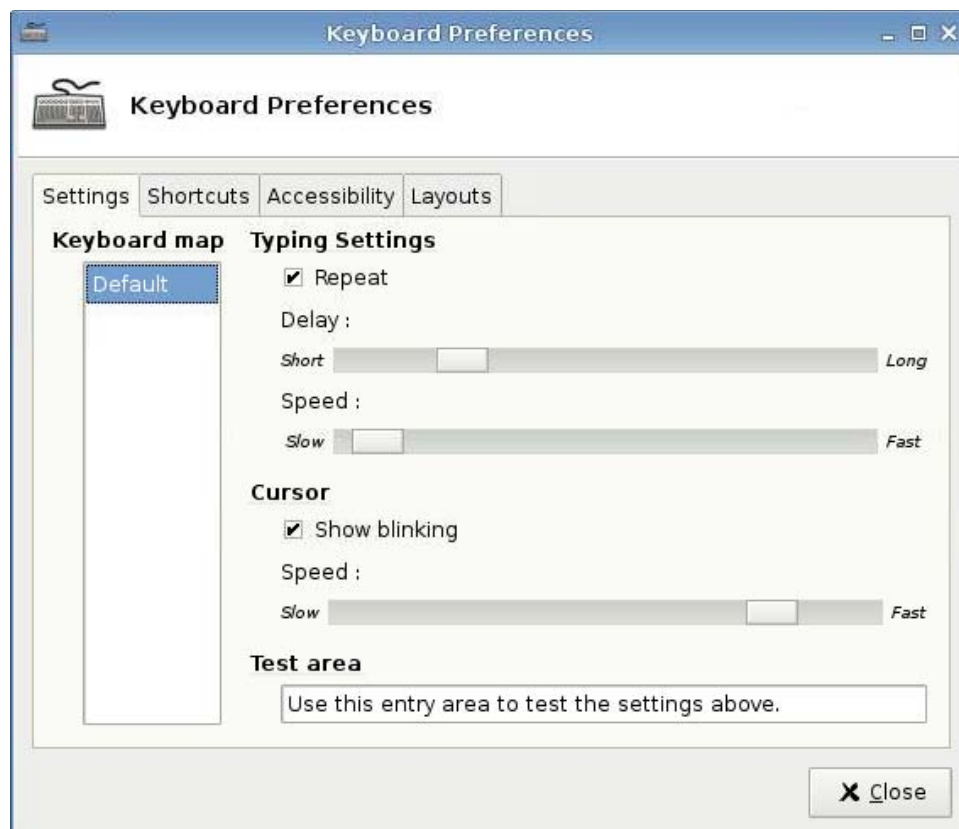 Keyboard Preferences
Keyboard Preferences
Settings Shortcuts Accessibility Layouts
Keyboard map
Default
Typing Settings
Repeat
Delay :
Short Long
Speed :
Slow Fast
Cursor
Show blinking
Speed :
Slow Fast
Test area
Use this entry area to test the settings above.
Close